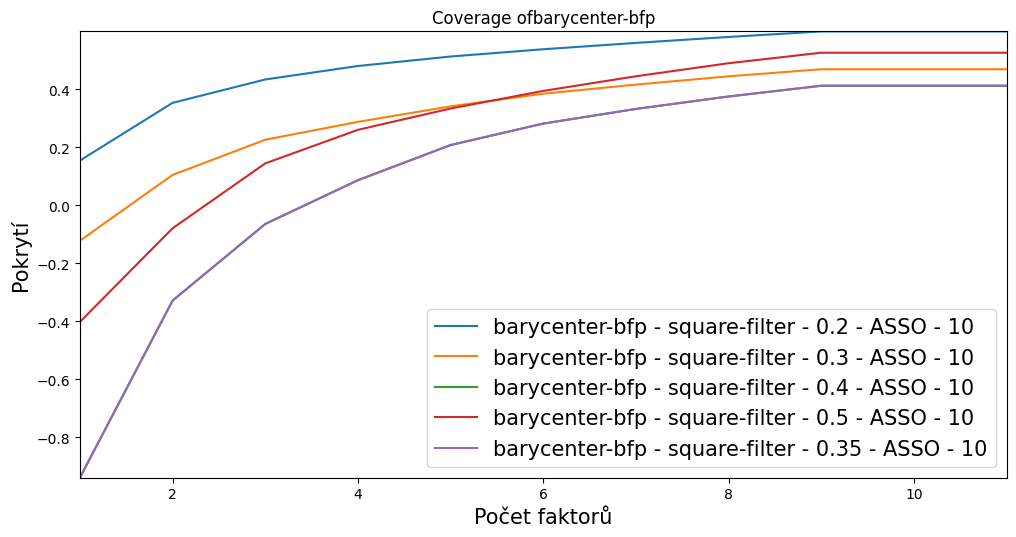 Coverage ofbarycenter-bfp
Pokrytí
0.4
0.2
0.0
−0.2
−0.4
−0.6
−0.8
barycenter-bfp - square-filter - 0.2 - ASSO - 10
barycenter-bfp - square-filter - 0.3 - ASSO - 10
barycenter-bfp - square-filter - 0.4 - ASSO - 10
barycenter-bfp - square-filter - 0.5 - ASSO - 10
barycenter-bfp - square-filter - 0.35 - ASSO - 10
2 4 6 8 10
Počet faktorů